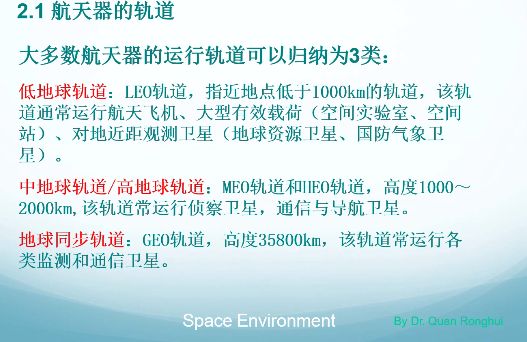 2.1 航天器的轨道
大多数航天器的运行轨道可以归纳为3类：
低地球轨道：LEO轨道，指近地点低于1000km的轨道，该轨
道通常运行航天飞机、大型有效载荷（空间实验室、空间
站）、对地近距观测卫星（地球资源卫星、国防气象卫
星）。
中地球轨道/高地球轨道：MEO轨道和HEO轨道，高度1000～
2000km,该轨道常运行侦察卫星，通信与导航卫星。
地球同步轨道：GEO轨道，高度35800km，该轨道常运行各
类监测和通信卫星。
Space Environment
By Dr. Quan Ronghui